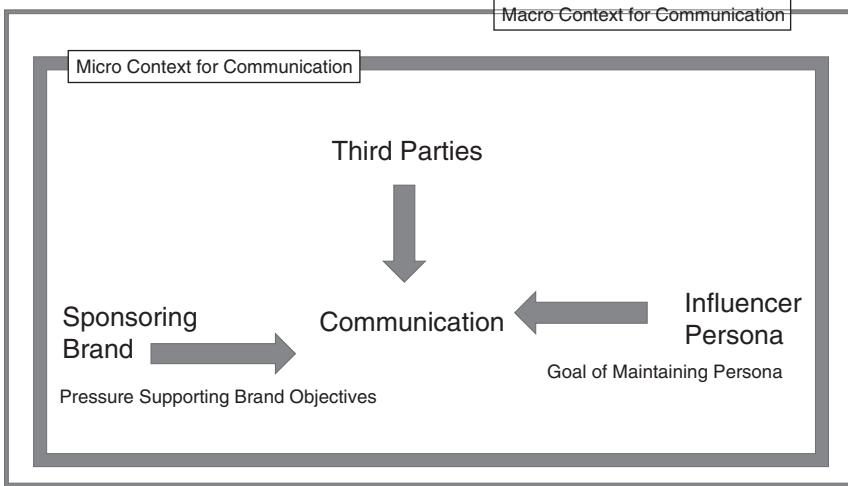 Macro Context for Communication
Micro Context for Communication
Third Parties
Sponsoring
Brand
Communication
Influencer
Persona
Goal of Maintaining Persona
Pressure Supporting Brand Objectives